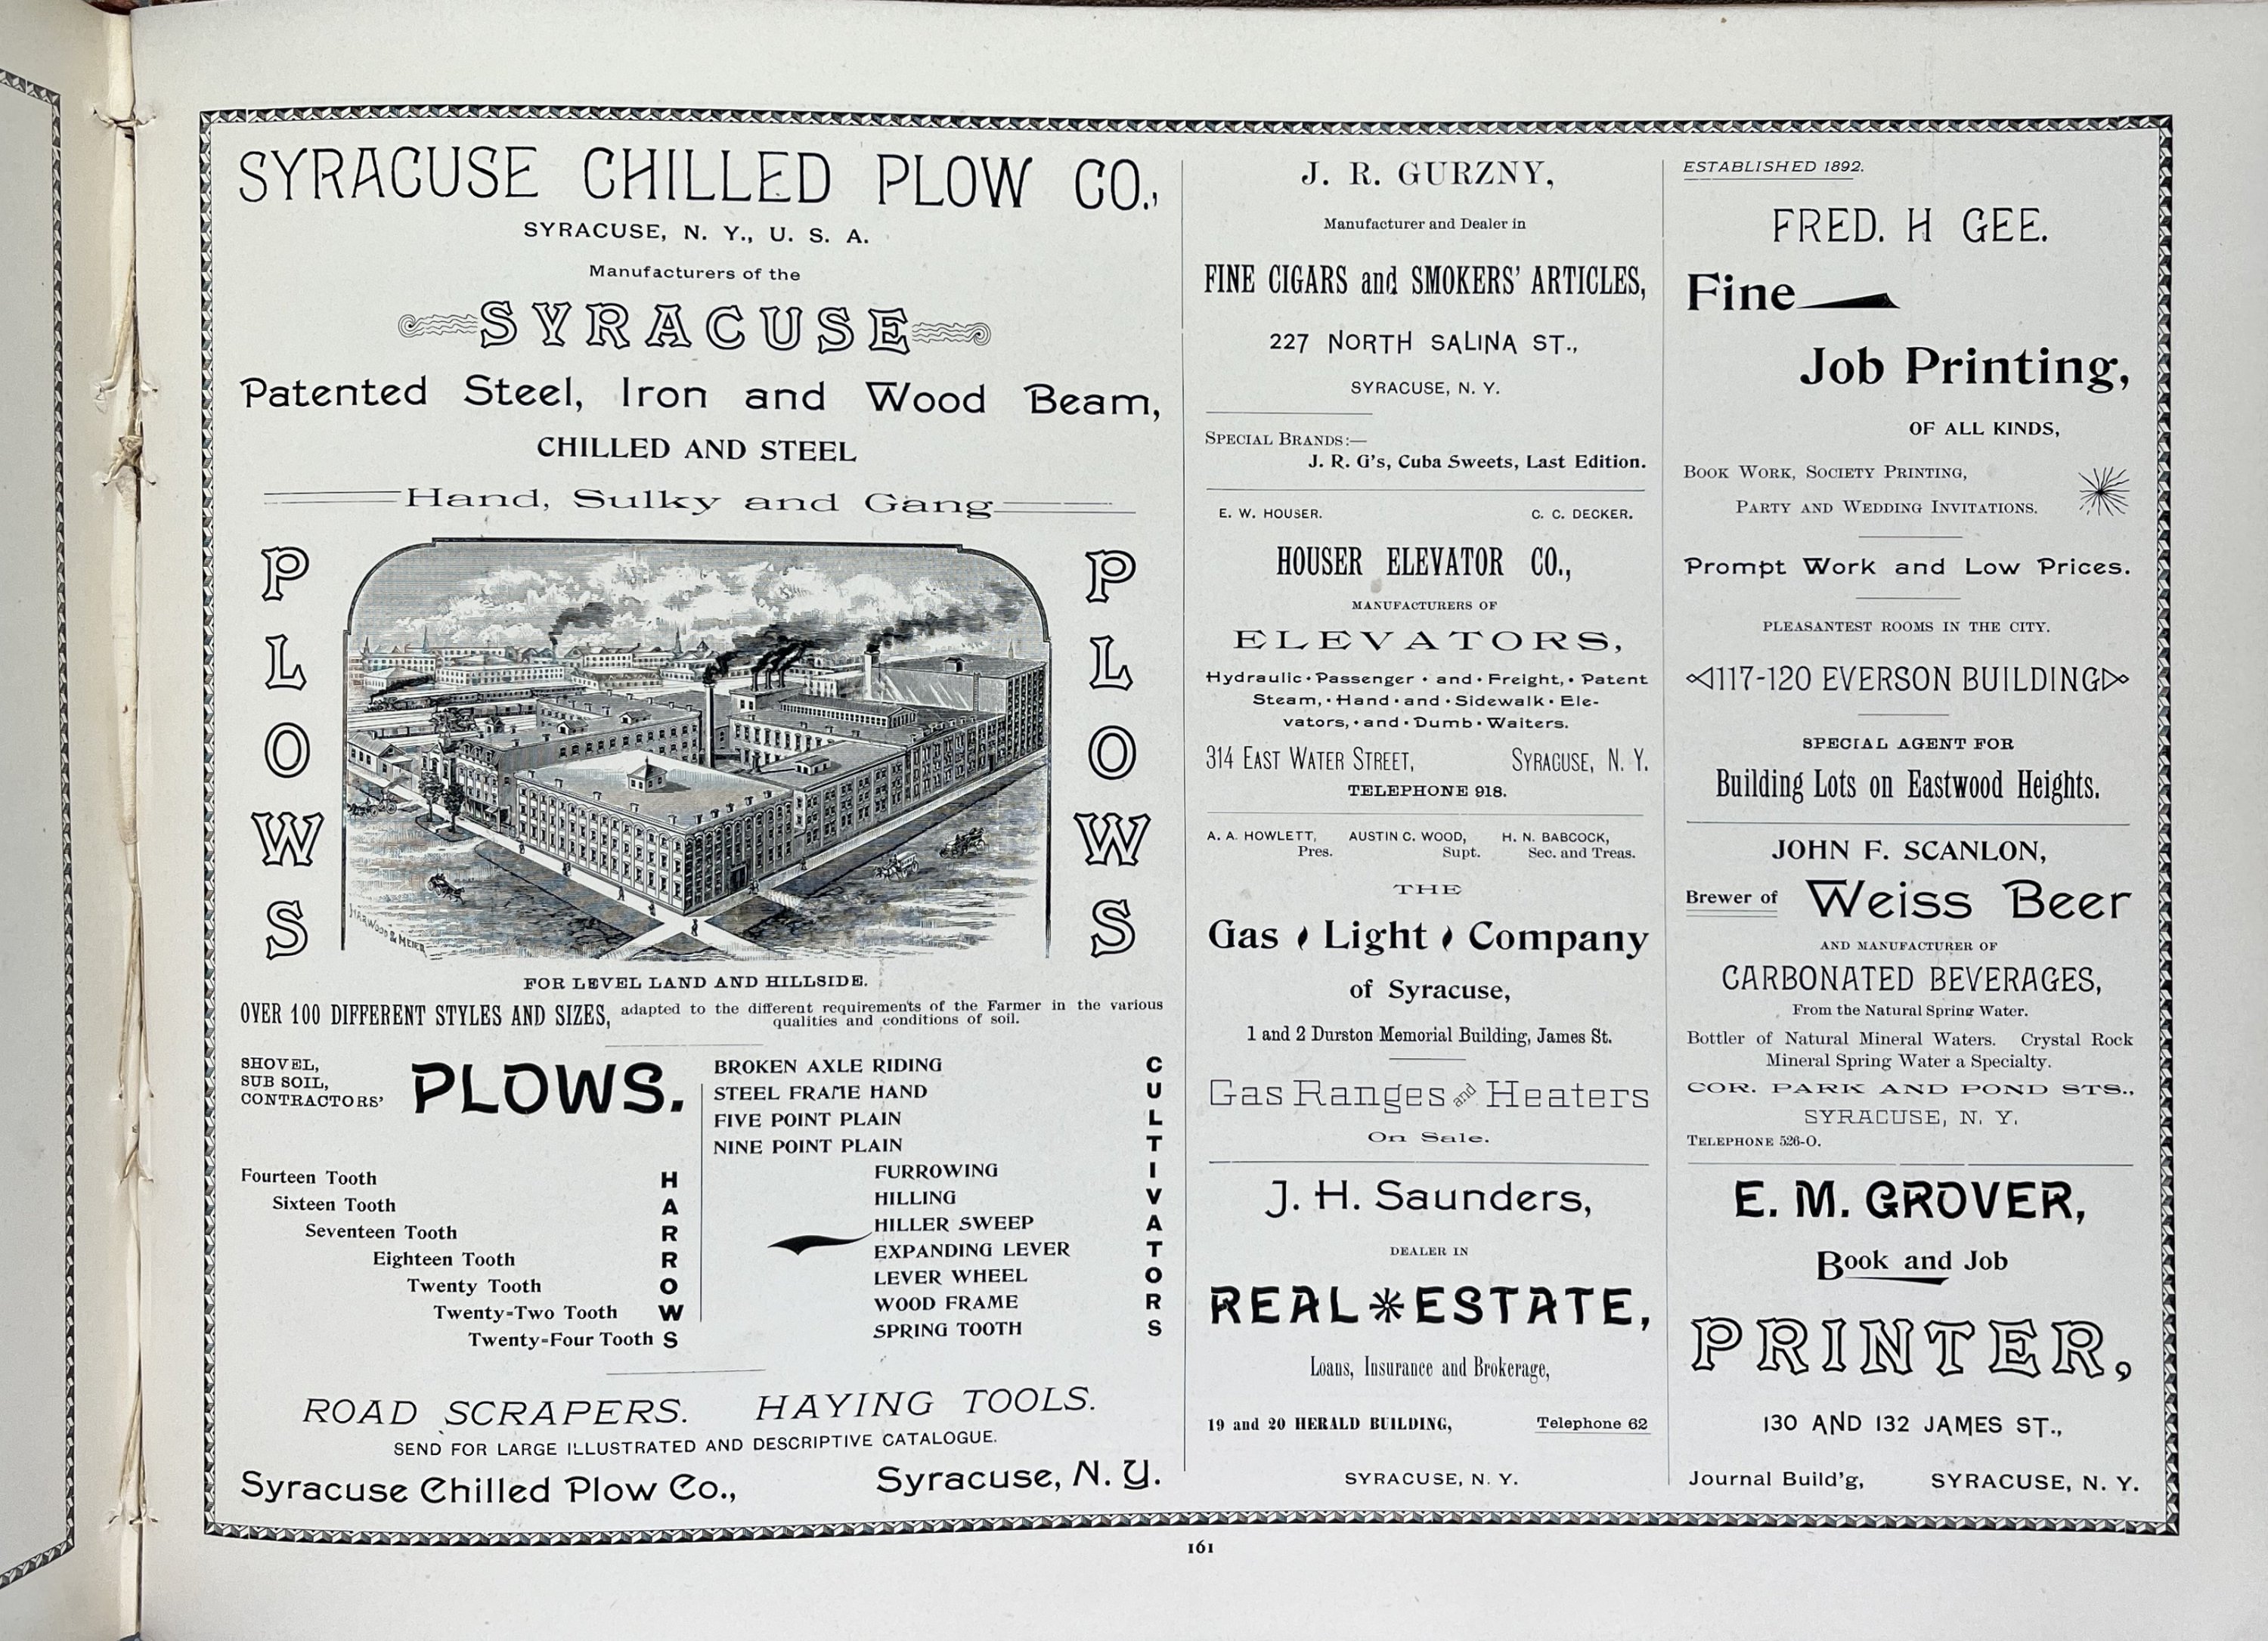 SYRACUSE CHILLED PLOW CO.,
SYRACUSE, N. Y., U. S. A.
Manufacturers of the
SYRACUSE
Patented Steel, Iron and Wood Beam,
CHILLED AND STEEL
Hand, Sulky and Gang
PLOWS
PLOWS
HARWOOD & MEIER
FOR LEVEL LAND AND HILLSIDE.
OVER 100 DIFFERENT STYLES AND SIZES, adapted to the different requirements of the Farmer in the various
qualities and conditions of soil.
SHOVEL,
SUB SOIL,
CONTRACTORS'
PLOWS.
Fourteen Tooth
Sixteen Tooth
Seventeen Tooth
Eighteen Tooth
Twenty Tooth
Twenty-Two Tooth
Twenty-Four Tooth
HARROWS
BROKEN AXLE RIDING
STEEL FRAME HAND
FIVE POINT PLAIN
NINE POINT PLAIN
FURROWING
HILLING
HILLER SWEEP
EXPANDING LEVER
LEVER WHEEL
WOOD FRAME
SPRING TOOTH
CULTIVATORS
ROAD SCRAPERS. HAYING TOOLS.
SEND FOR LARGE ILLUSTRATED AND DESCRIPTIVE CATALOGUE.
Syracuse Chilled Plow Co., Syracuse, N. Y.
J. R. GURZNY,
Manufacturer and Dealer in
FINE CIGARS and SMOKERS' ARTICLES,
227 NORTH SALINA ST.,
SYRACUSE, N. Y.
SPECIAL BRANDS:—
J. R. G's, Cuba Sweets, Last Edition.
E. W. HOUSER. C. C. DECKER.
HOUSER ELEVATOR CO.,
MANUFACTURERS OF
ELEVATORS,
Hydraulic · Passenger · and · Freight, · Patent
Steam, · Hand · and · Sidewalk · Ele-
vators, · and · Dumb · Waiters.
314 EAST WATER STREET, SYRACUSE, N. Y.
TELEPHONE 918.
A. A. HOWLETT, AUSTIN C. WOOD, H. N. BABCOCK,
Pres. Supt. Sec. and Treas.
THE
Gas Light Company
of Syracuse,
1 and 2 Durston Memorial Building, James St.
Gas Ranges and Heaters
On Sale.
J. H. Saunders,
DEALER IN
REAL ESTATE,
Loans, Insurance and Brokerage,
19 and 20 HERALD BUILDING, Telephone 62
SYRACUSE, N. Y.
ESTABLISHED 1892.
FRED. H GEE.
Fine
Job Printing,
OF ALL KINDS,
BOOK WORK, SOCIETY PRINTING,
PARTY AND WEDDING INVITATIONS.
Prompt Work and Low Prices.
PLEASANTEST ROOMS IN THE CITY.
117-120 EVERSON BUILDING
SPECIAL AGENT FOR
Building Lots on Eastwood Heights.
JOHN F. SCANLON,
Brewer of Weiss Beer
AND MANUFACTURER OF
CARBONATED BEVERAGES,
From the Natural Spring Water.
Bottler of Natural Mineral Waters. Crystal Rock
Mineral Spring Water a Specialty.
COR. PARK AND POND STS.,
SYRACUSE, N. Y.
TELEPHONE 526-O.
E. M. GROVER,
Book and Job
PRINTER,
130 AND 132 JAMES ST.,
Journal Build'g, SYRACUSE, N. Y.
161